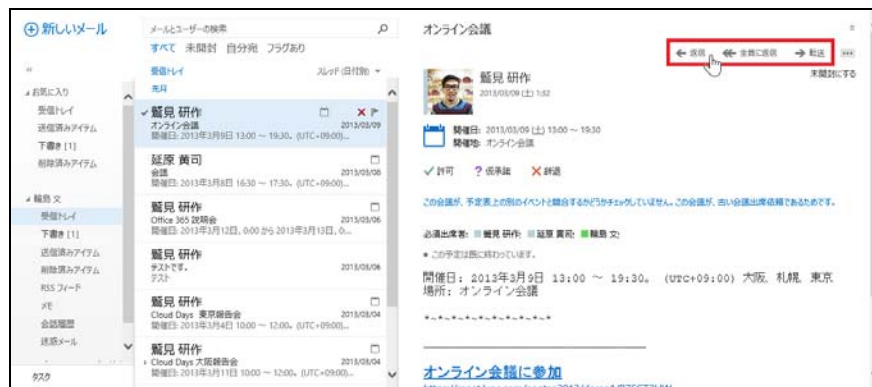 新しいメール
メールとユーザーの検索
すべて 未開封 自分宛 フラグあり
受信トレイ スレッド (日付別)
先月
お気に入り
受信トレイ
送信済みアイテム
下書き [1]
削除済みアイテム
輪島 文
受信トレイ
下書き [1]
送信済みアイテム
削除済みアイテム
RSS フィード
メモ
会話履歴
迷惑メール
タスク
鷲見 研作
オンライン会議 2013/03/09
開催日: 2013年3月9日 13:00 ～ 19:30。 (UTC+09:00)...
延原 黄司
会議 2013/03/08
開催日: 2013年3月8日 16:30 ～ 17:30。 (UTC+09:00)...
鷲見 研作
Office 365 説明会 2013/03/06
開催日: 2013年3月12日, 0:00 から 2013年3月13日, 0...
鷲見 研作
テストです。 2013/03/06
テスト
鷲見 研作
Cloud Days 東京報告会 2013/03/04
開催日: 2013年3月4日 10:00 ～ 12:00。 (UTC+09:00)...
鷲見 研作
Cloud Days 大阪報告会 2013/03/04
開催日: 2013年3月11日 10:00 ～ 12:00。 (UTC+09:00)...
オンライン会議
返信 全員に返信 転送
未開封にする
鷲見 研作
2013/03/09 (土) 1:32
開催日: 2013/03/09 (土) 13:00 ～ 19:30
開催地: オンライン会議
許可 ? 仮承諾 辞退
この会議が、予定表上の別のイベントと競合するかどうかチェックしていません。この会議が、古い会議出席依頼であるためです。
必須出席者: 鷲見 研作; 延原 黄司; 輪島 文;
この予定は既に終わっています。
開催日: 2013年3月9日 13:00 ～ 19:30。 (UTC+09:00) 大阪、札幌、東京
場所: オンライン会議
*~*~*~*~*~*~*~*~*~*
オンライン会議に参加